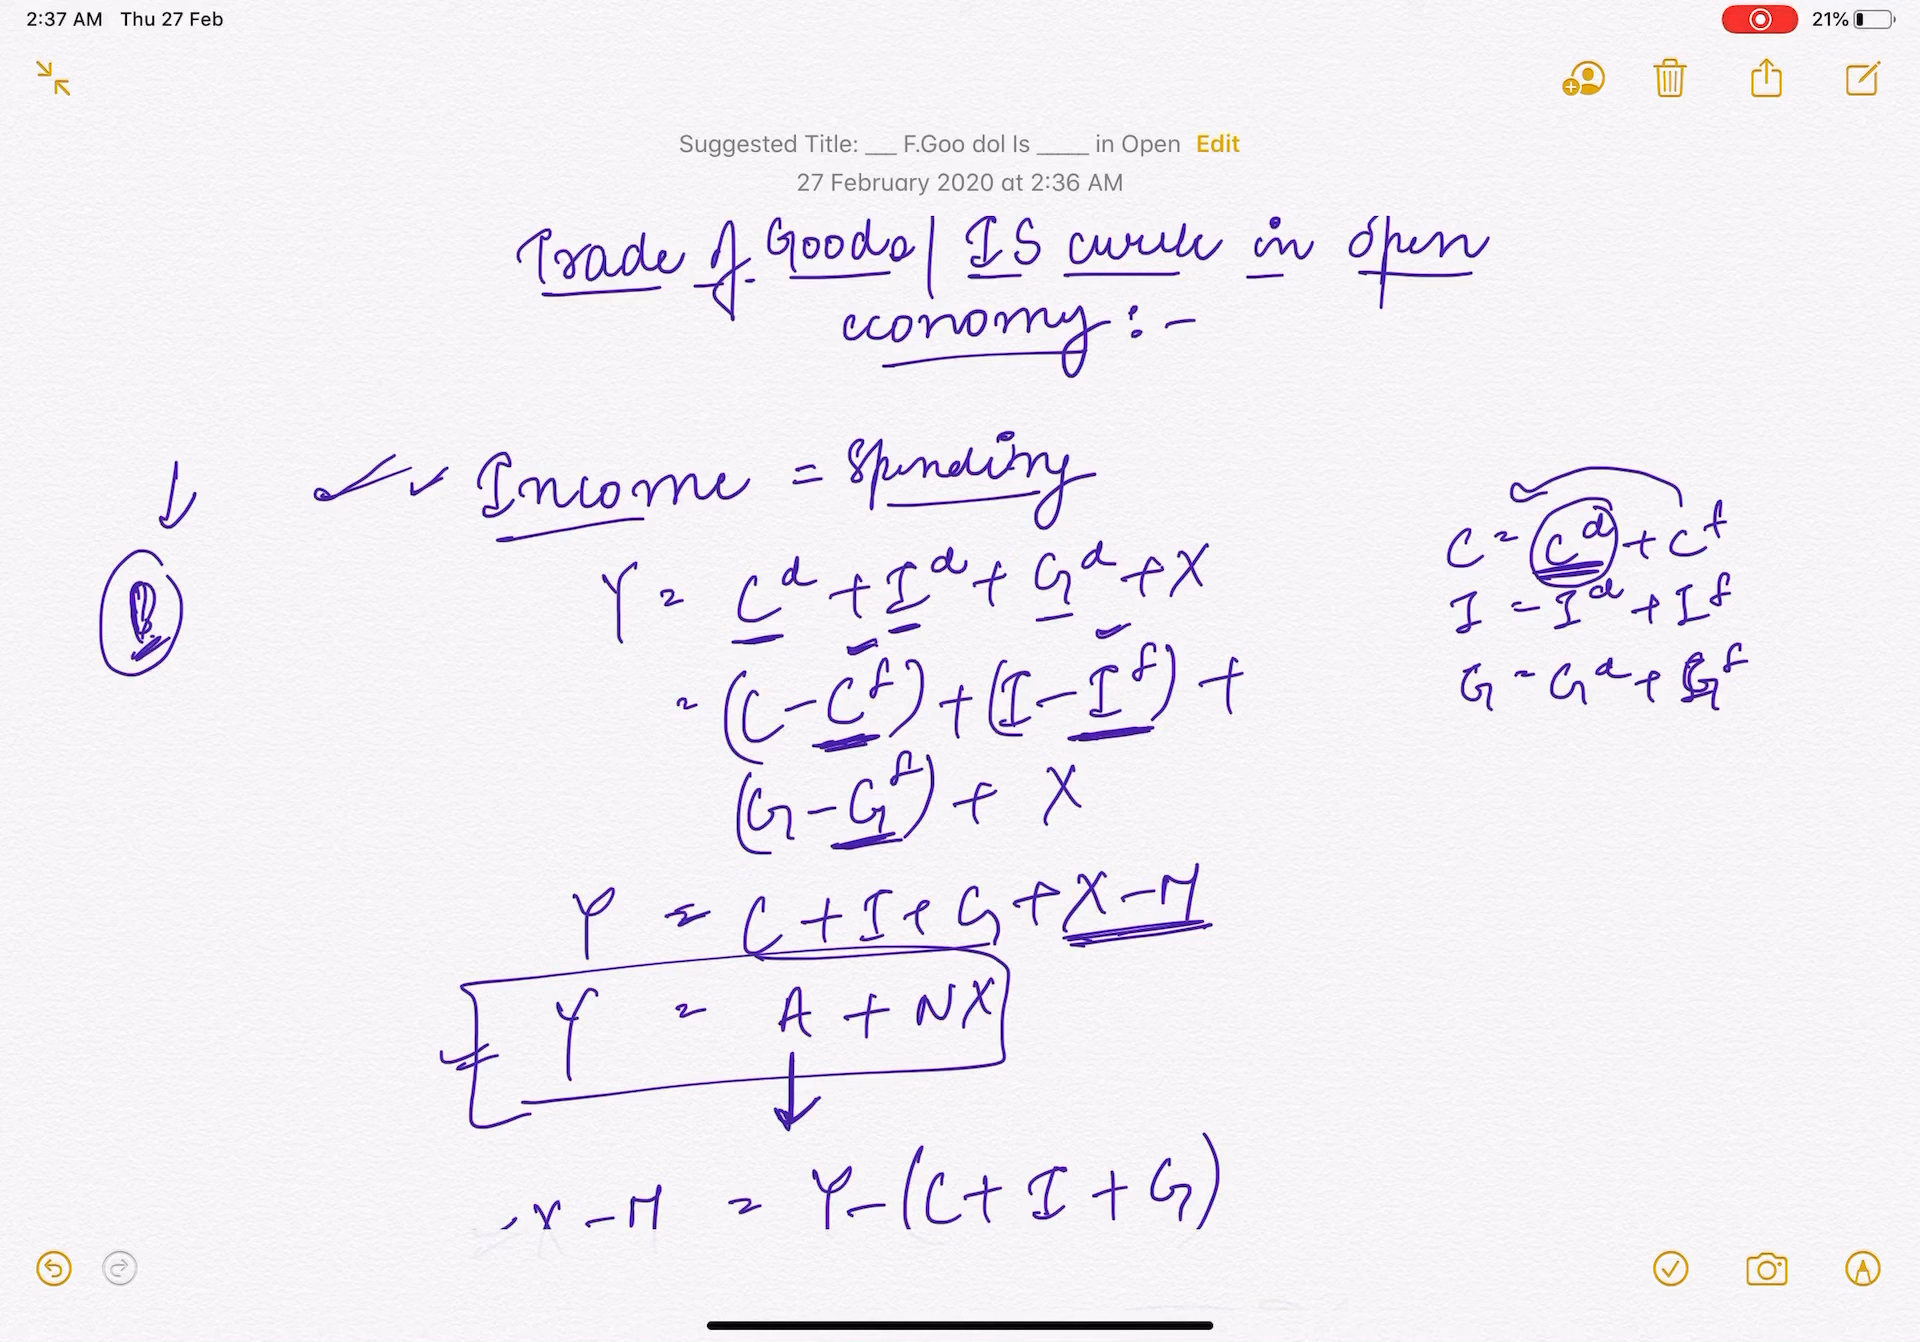 2:37 AM Thu 27 Feb 21%
Suggested Title: ___ F.Goo dol Is _____ in Open Edit
27 February 2020 at 2:36 AM
Trade of Goods | IS curve in open
economy :-
Income = Spending
Y = C^d + I^d + G^d + X
= (C - C^f) + (I - I^f) +
(G - G^f) + X
Y = C + I + G + X - M
Y = A + NX
X - M = Y - (C + I + G)
C = C^d + C^f
I = I^d + I^f
G = G^d + G^f